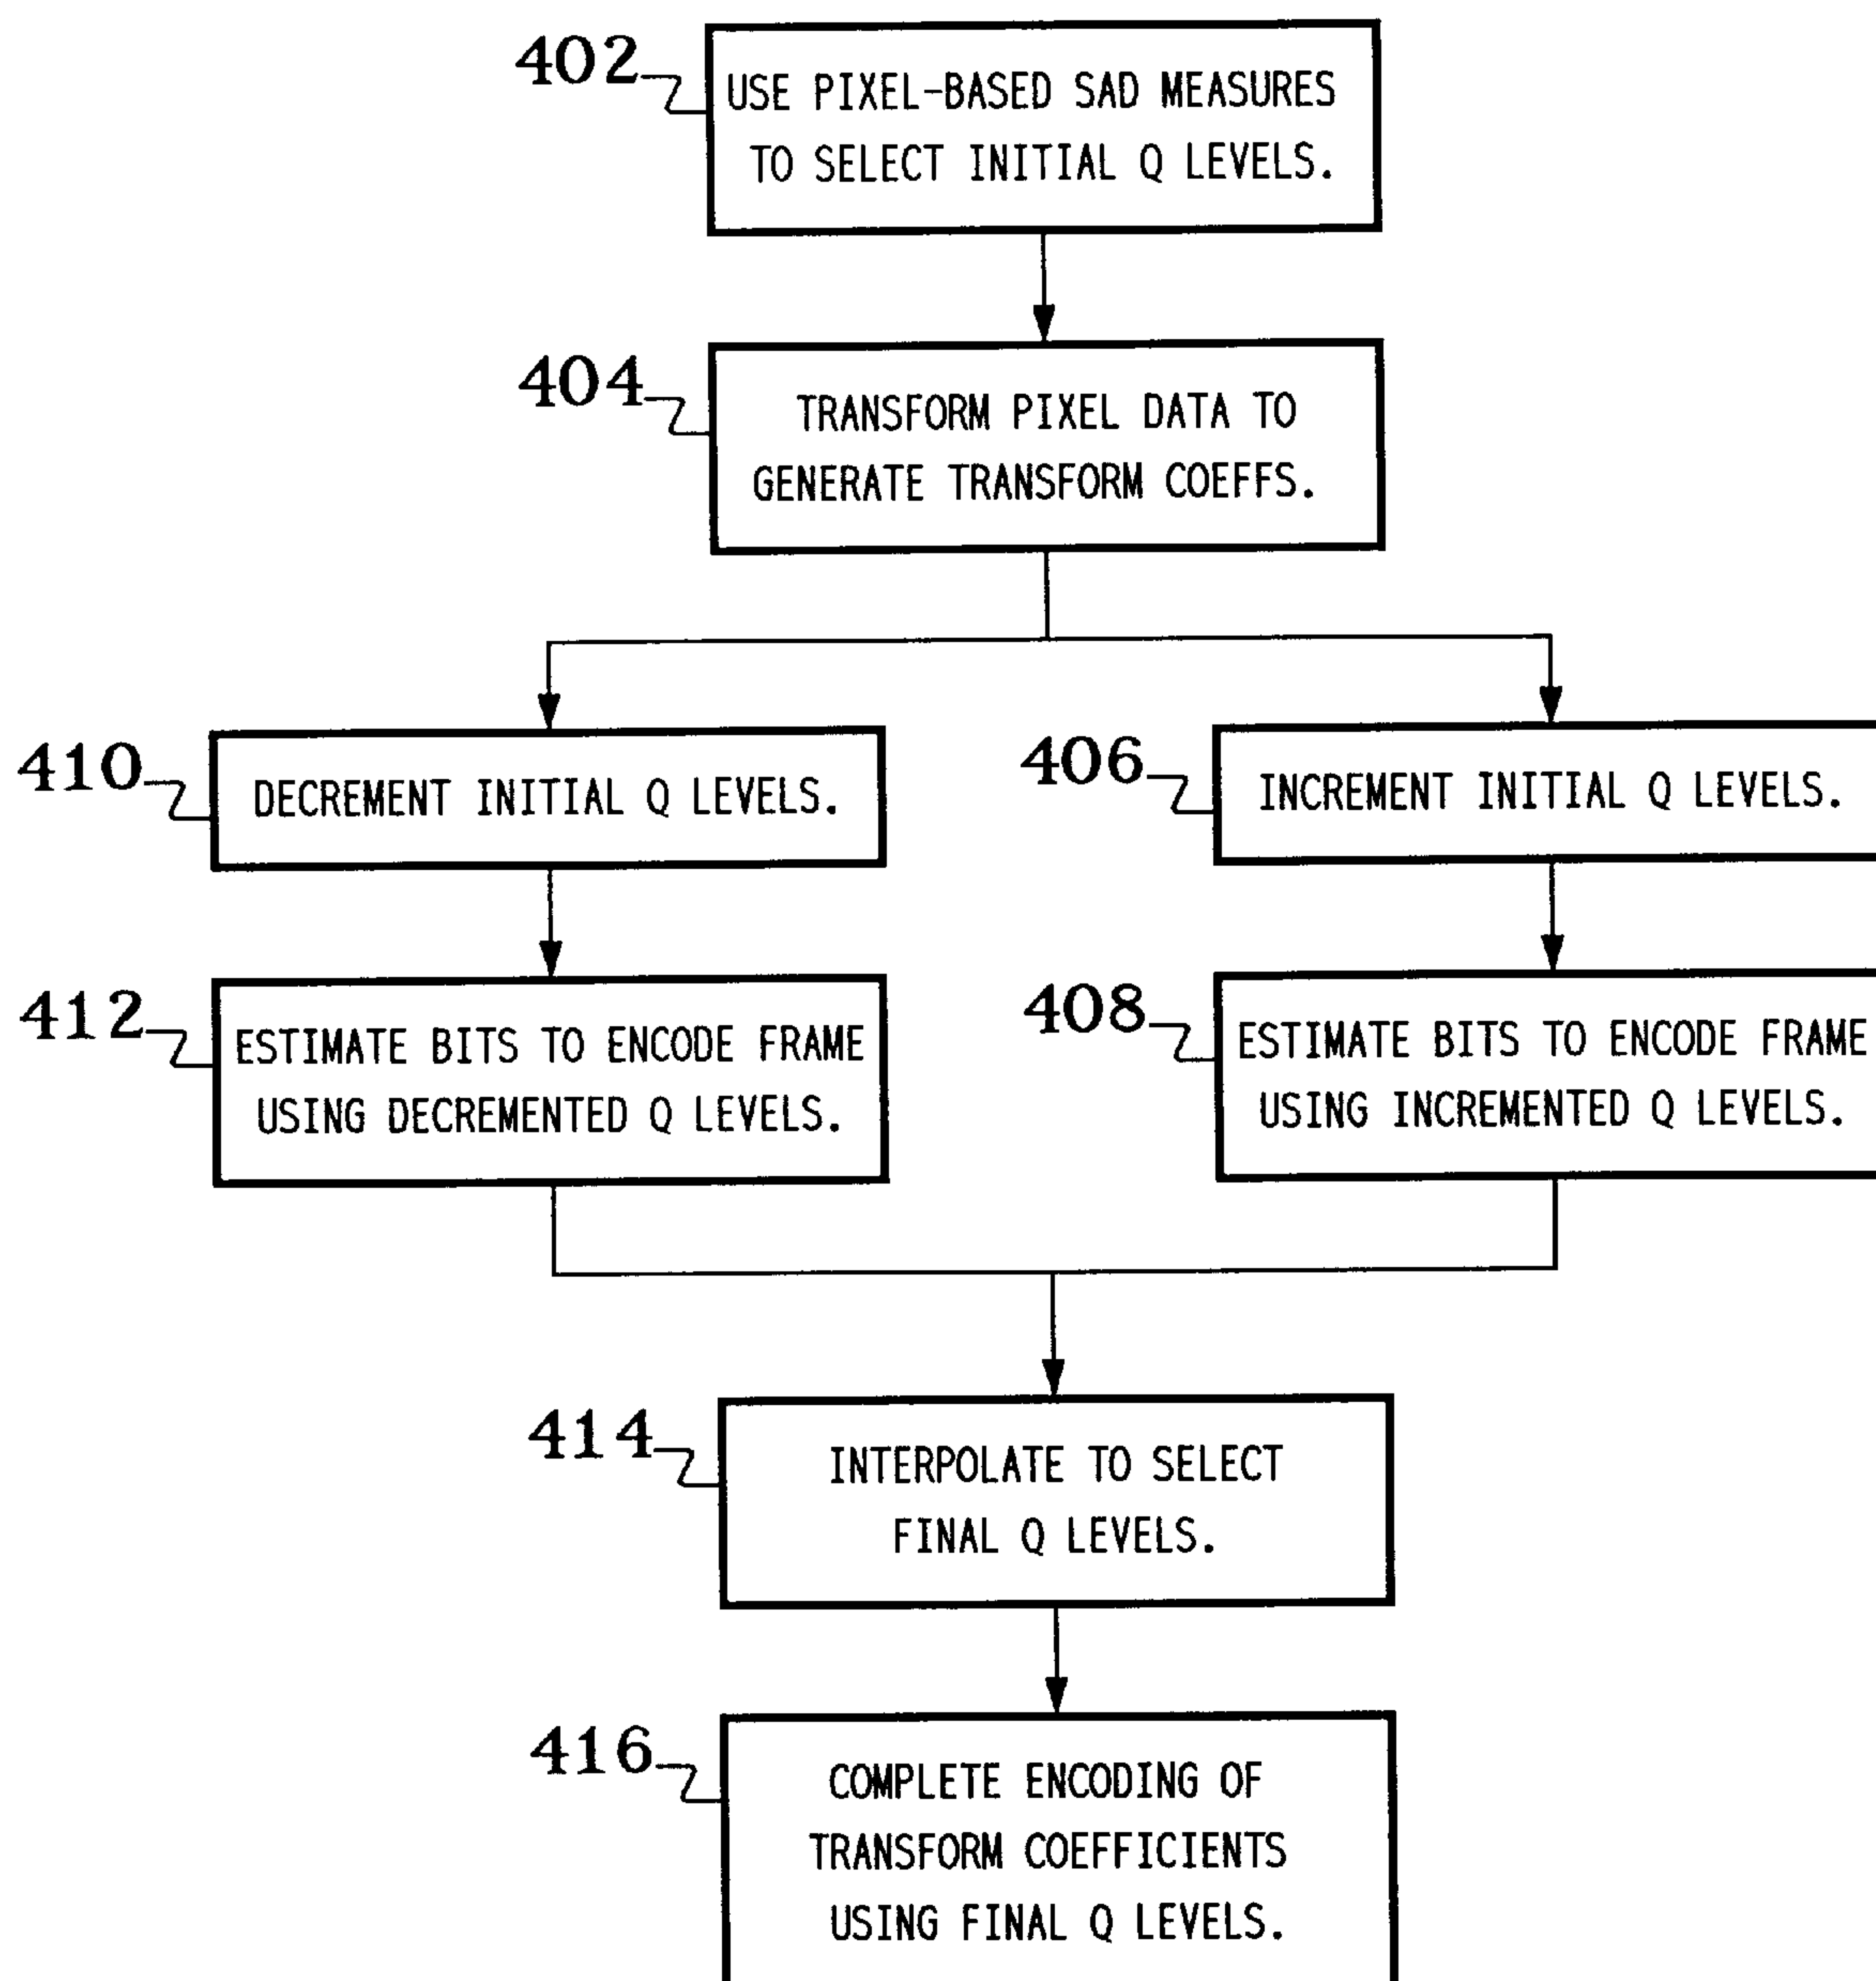 402
USE PIXEL-BASED SAD MEASURES
TO SELECT INITIAL Q LEVELS.
404
TRANSFORM PIXEL DATA TO
GENERATE TRANSFORM COEFFS.
410
DECREMENT INITIAL Q LEVELS.
406
INCREMENT INITIAL Q LEVELS.
412
ESTIMATE BITS TO ENCODE FRAME
USING DECREMENTED Q LEVELS.
408
ESTIMATE BITS TO ENCODE FRAME
USING INCREMENTED Q LEVELS.
414
INTERPOLATE TO SELECT
FINAL Q LEVELS.
416
COMPLETE ENCODING OF
TRANSFORM COEFFICIENTS
USING FINAL Q LEVELS.